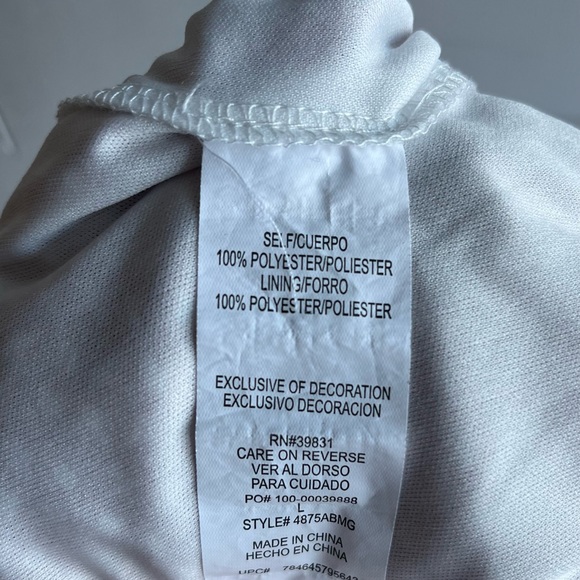 SELF/CUERPO
100% POLYESTER/POLIESTER
LINING/FORRO
100% POLYESTER/POLIESTER
EXCLUSIVE OF DECORATION
EXCLUSIVO DECORACION
RN#39831
CARE ON REVERSE
VER AL DORSO
PARA CUIDADO
PO# 100-00039888
L
STYLE# 4875ABMG
MADE IN CHINA
HECHO EN CHINA
UPC#